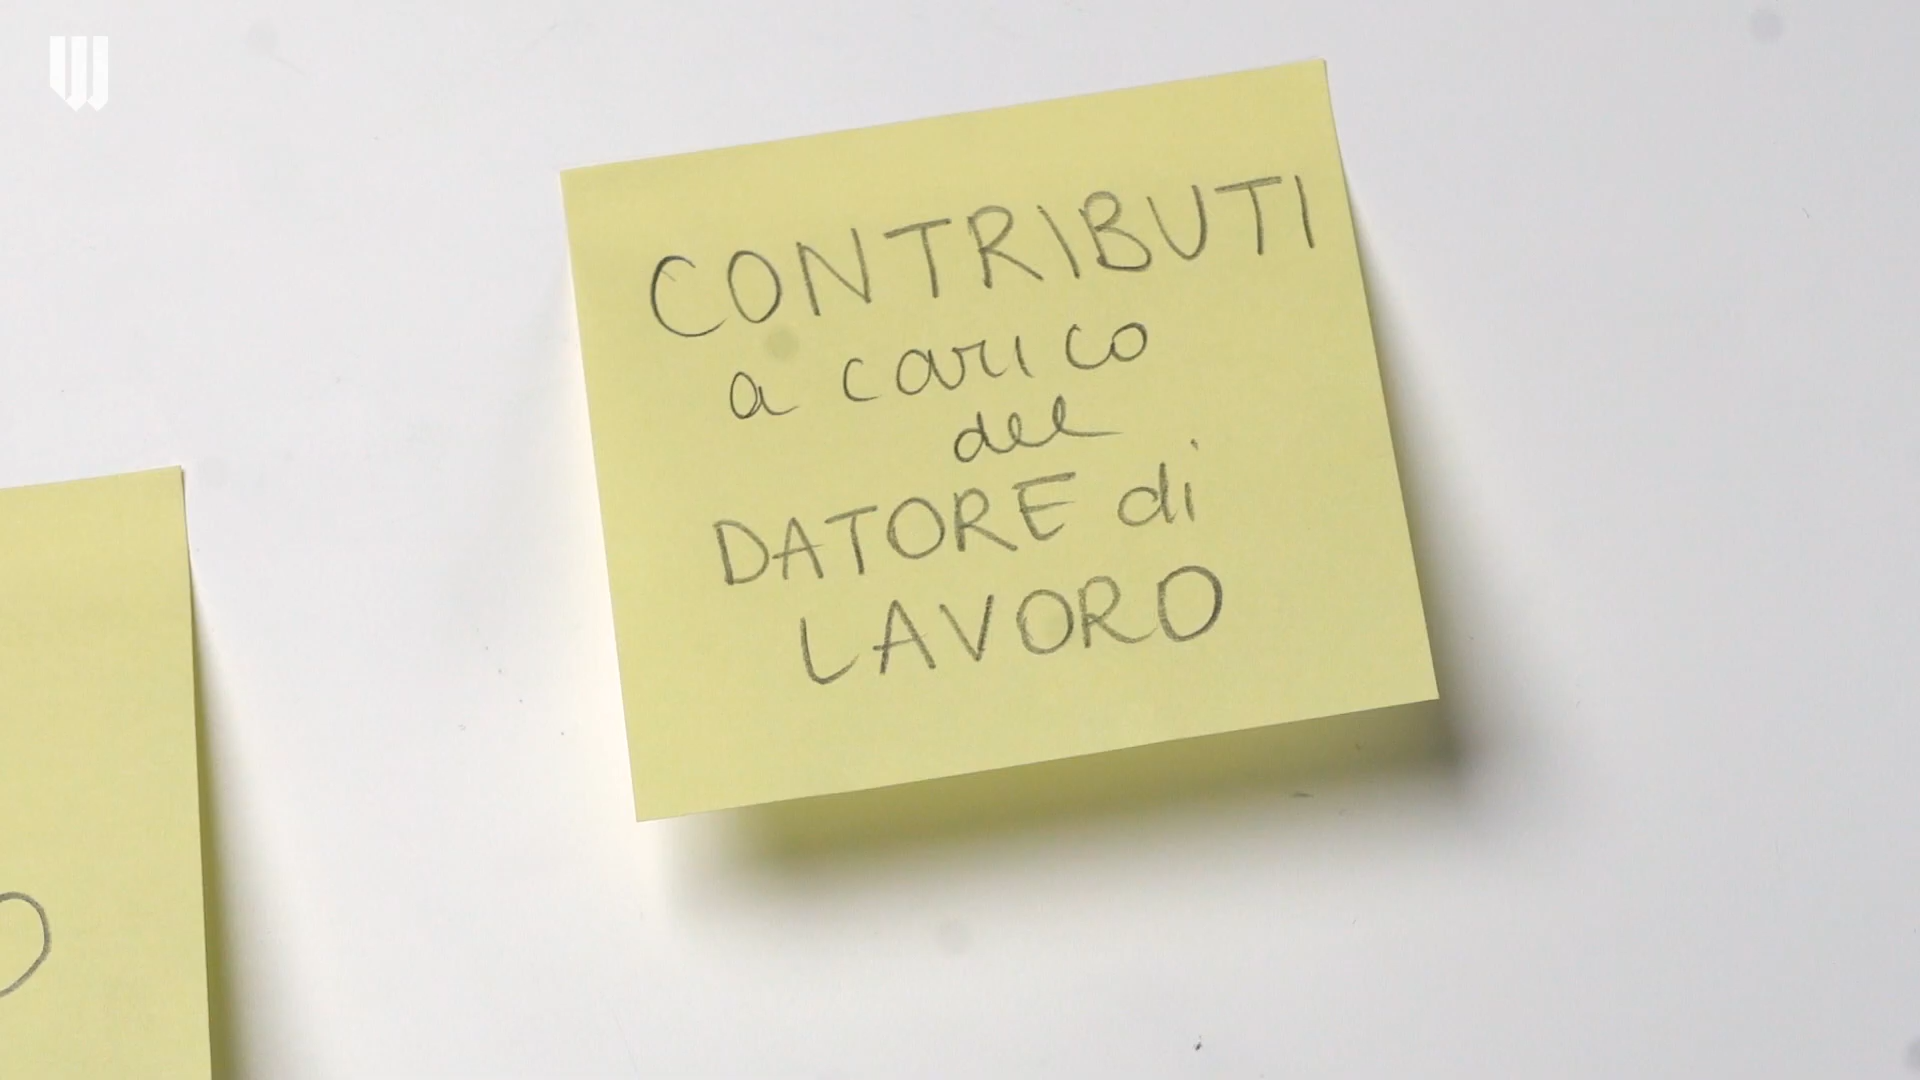 CONTRIBUTI
a carico
del
DATORE di
LAVORO